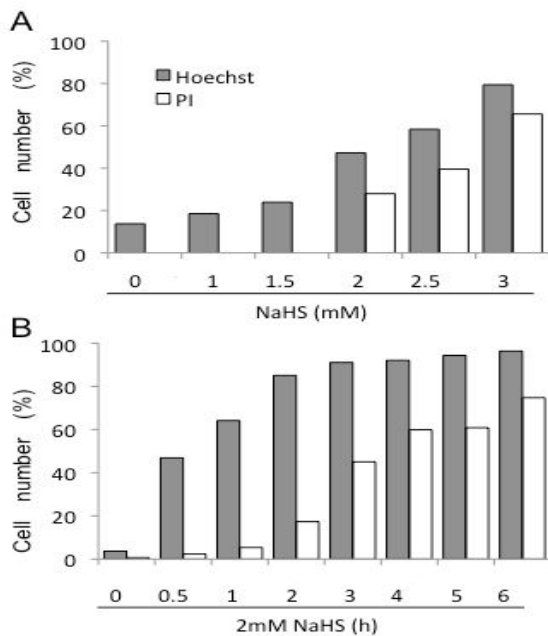 A
100
80
60
40
20
0
Cell number (%)
Hoechst
PI
0 1 1.5 2 2.5 3
NaHS (mM)
B
100
80
60
40
20
0
Cell number (%)
0 0.5 1 2 3 4 5 6
2mM NaHS (h)